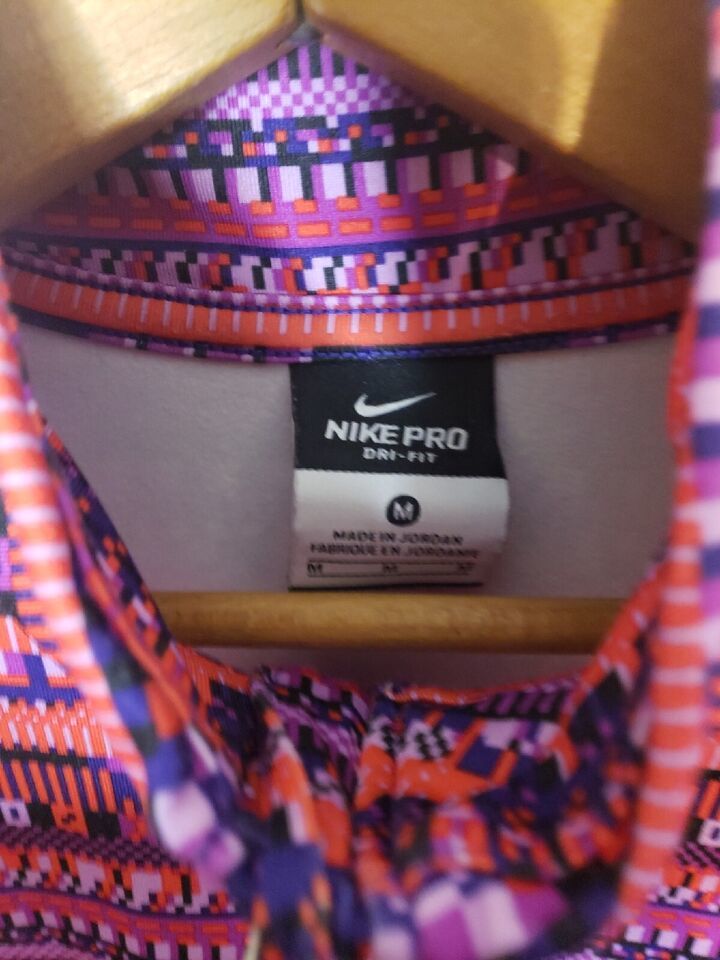 NIKE PRO
DRI-FIT
M
MADE IN JORDAN
FABRIQUE EN JORDANIE
M M M